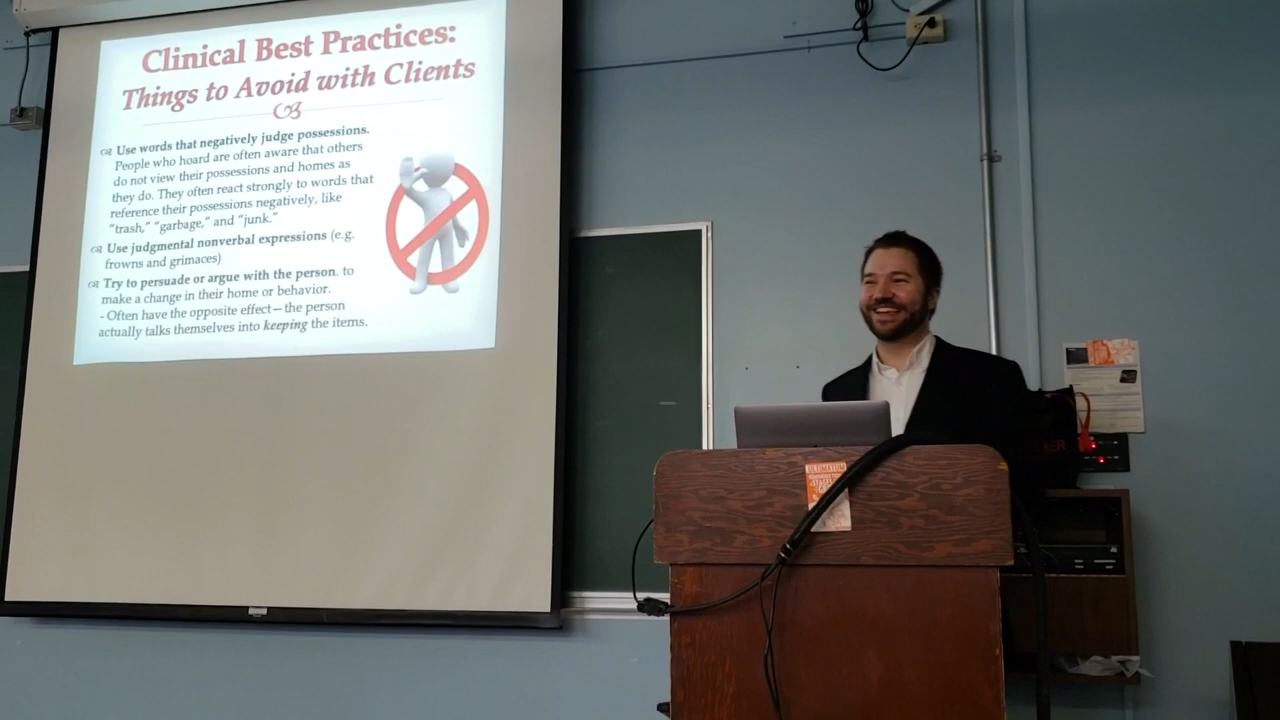 Clinical Best Practices:
Things to Avoid with Clients
Use words that negatively judge possessions.
People who hoard are often aware that others
do not view their possessions and homes as
they do. They often react strongly to words that
reference their possessions negatively, like
“trash,” “garbage,” and “junk.”
Use judgmental nonverbal expressions (e.g.
frowns and grimaces)
Try to persuade or argue with the person. to
make a change in their home or behavior.
- Often have the opposite effect — the person
actually talks themselves into keeping the items.
ULTIMATUM